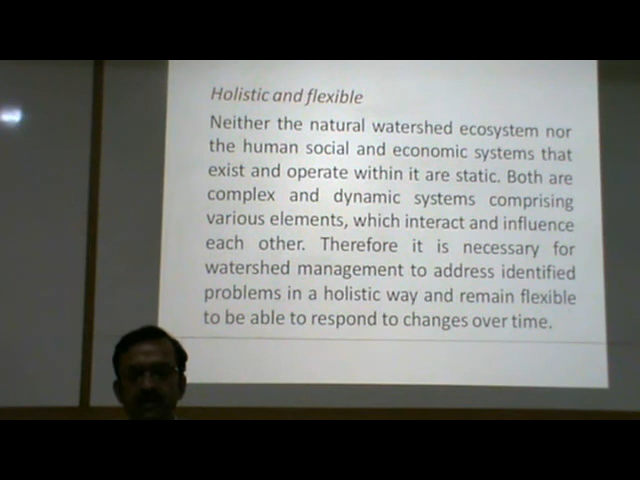 Holistic and flexible
Neither the natural watershed ecosystem nor
the human social and economic systems that
exist and operate within it are static. Both are
complex and dynamic systems comprising
various elements, which interact and influence
each other. Therefore it is necessary for
watershed management to address identified
problems in a holistic way and remain flexible
to be able to respond to changes over time.